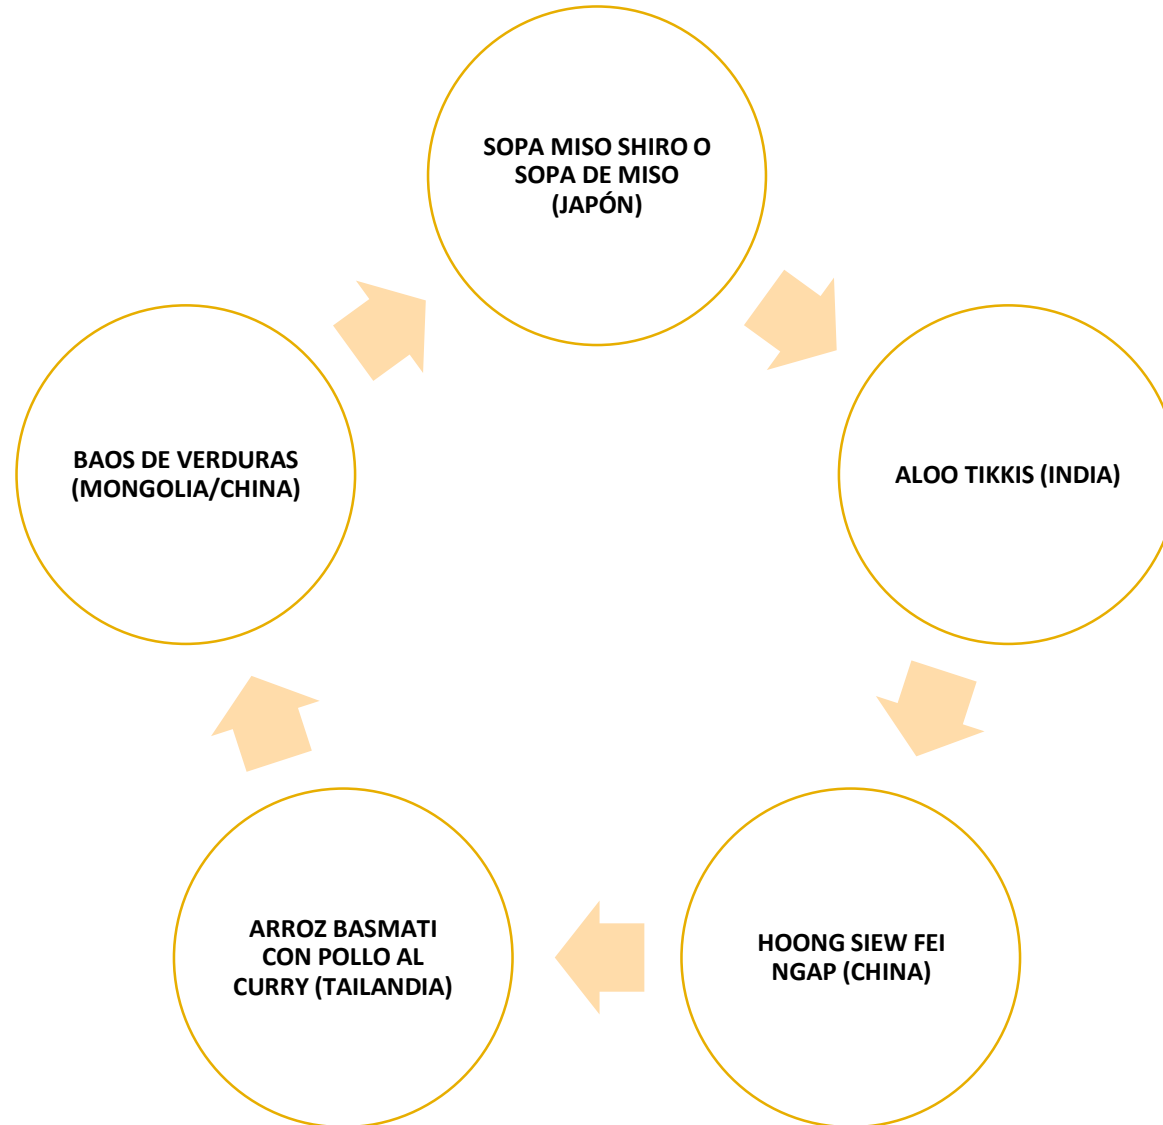 SOPA MISO SHIRO O
SOPA DE MISO
(JAPÓN)
ALOO TIKKIS (INDIA)
HOONG SIEW FEI
NGAP (CHINA)
ARROZ BASMATI
CON POLLO AL
CURRY (TAILANDIA)
BAOS DE VERDURAS
(MONGOLIA/CHINA)